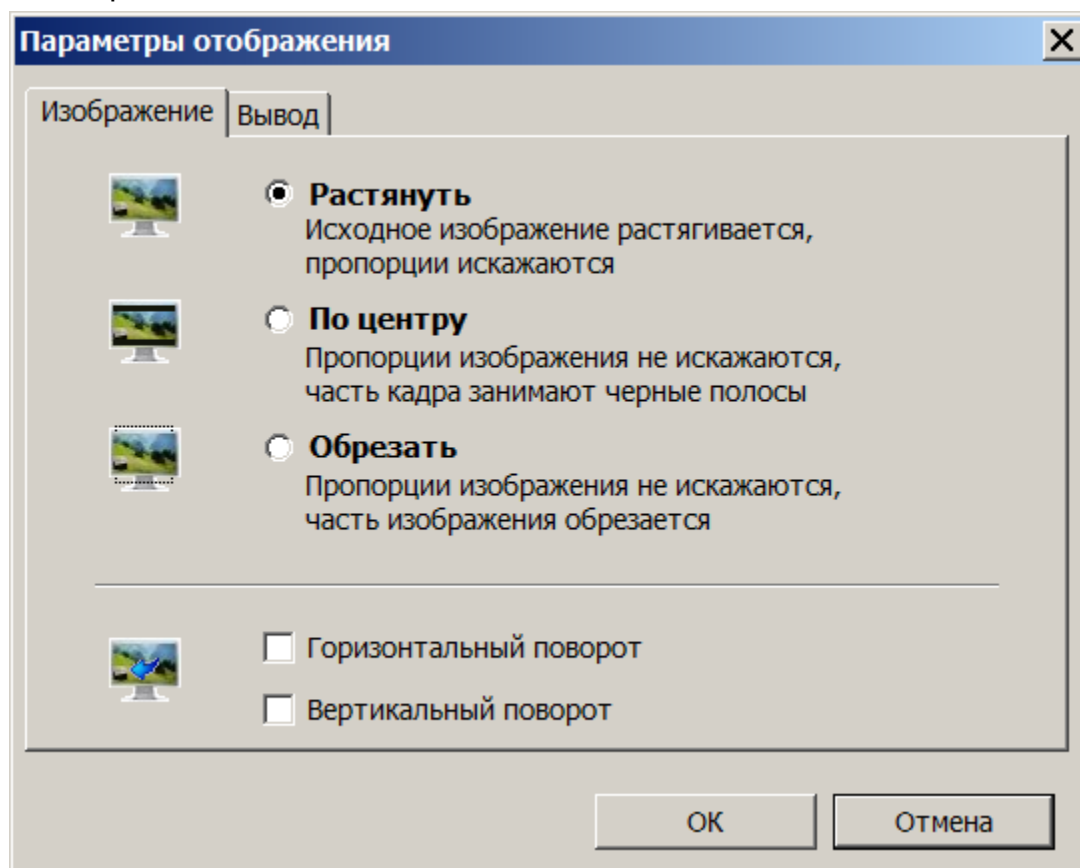 Параметры отображения
Изображение
Вывод
Растянуть
Исходное изображение растягивается,
пропорции искажаются
По центру
Пропорции изображения не искажаются,
часть кадра занимают черные полосы
Обрезать
Пропорции изображения не искажаются,
часть изображения обрезается
Горизонтальный поворот
Вертикальный поворот
ОК
Отмена